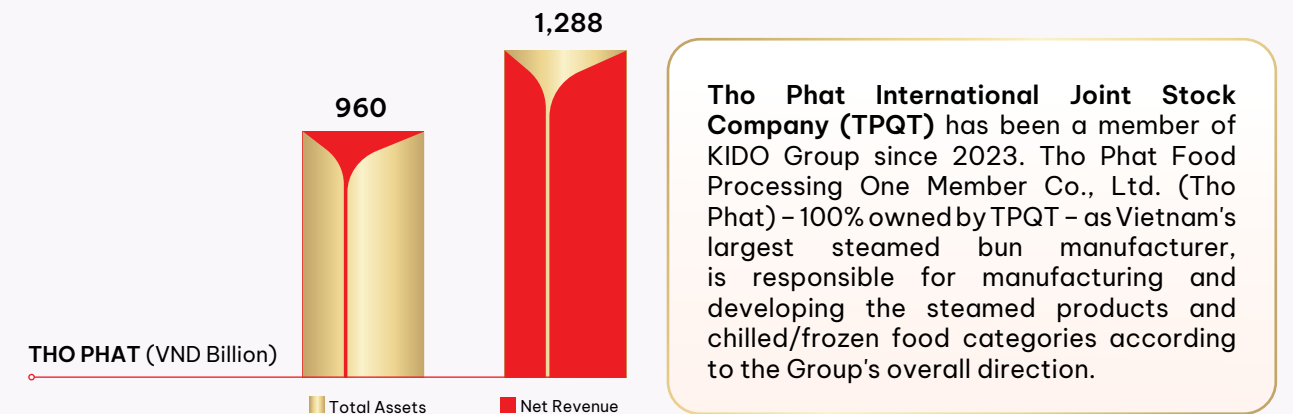 1,288
960
THO PHAT (VND Billion)
Total Assets
Net Revenue
Tho Phat International Joint Stock
Company (TPQT) has been a member of
KIDO Group since 2023. Tho Phat Food
Processing One Member Co., Ltd. (Tho
Phat) – 100% owned by TPQT – as Vietnam's
largest steamed bun manufacturer,
is responsible for manufacturing and
developing the steamed products and
chilled/frozen food categories according
to the Group's overall direction.